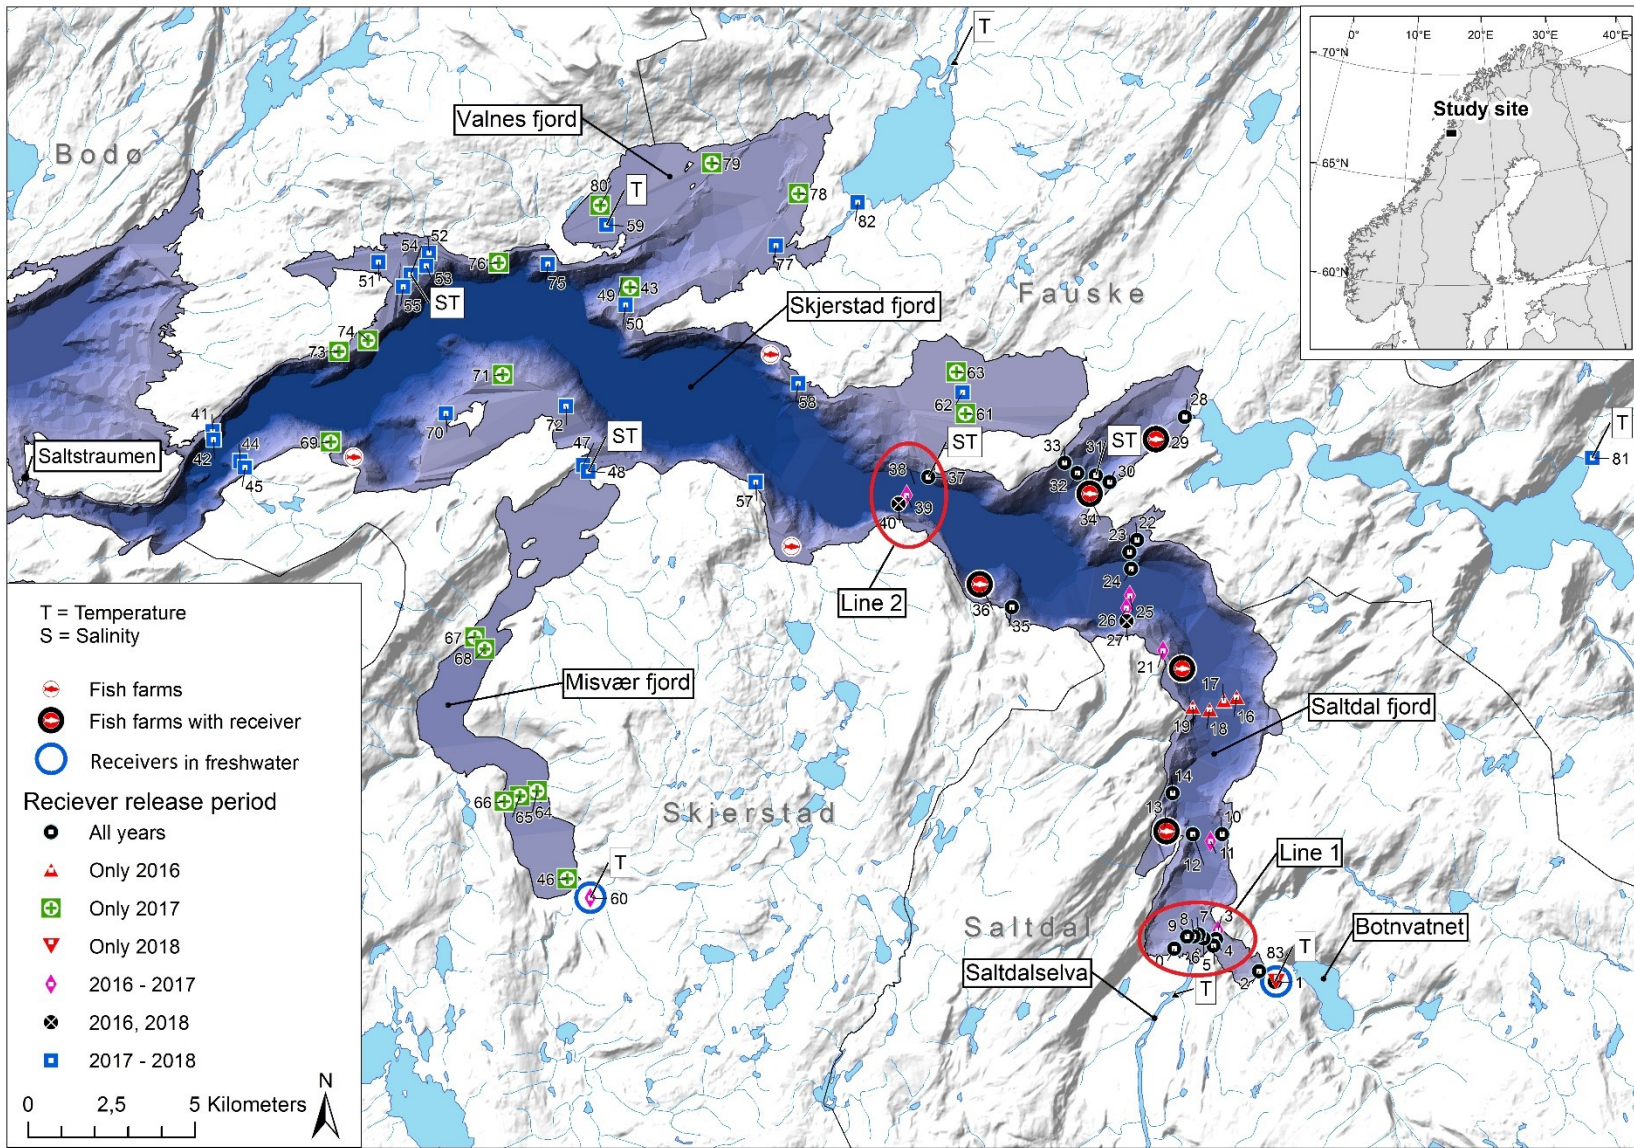 T
Valnes fjord
Bodø
79
80
T
78
59
82
52
54
77
51
53
76
75
55
ST
49
43
50
Skjerstad fjord
Fauske
74
73
71
63
58
62
61
28
70
72
41
42
44
45
69
47
ST
48
Saltstraumen
57
38
ST
37
39
40
33
31
ST
29
30
32
34
T
81
22
23
24
25
26
27
36
35
Line 2
21
67
68
Misvær fjord
17
16
19
18
Saltdal fjord
14
13
10
12
11
66
65
64
Skjerstad
46
T
60
Line 1
Saltdal
8
7
3
9
6
5
4
Botnvatnet
83
T
2
1
Saltdalselva
T
0°
10°E
20°E
30°E
40°E
70°N
Study site
65°N
60°N
T = Temperature
S = Salinity
Fish farms
Fish farms with receiver
Receivers in freshwater
Reciever release period
All years
Only 2016
Only 2017
Only 2018
2016 - 2017
2016, 2018
2017 - 2018
N
0
2,5
5 Kilometers